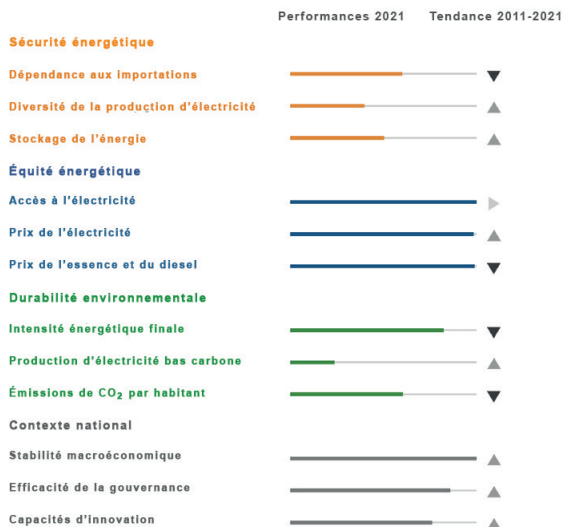 Performances 2021 Tendance 2011-2021
Sécurité énergétique
Dépendance aux importations
Diversité de la production d'électricité
Stockage de l'énergie
Équité énergétique
Accès à l'électricité
Prix de l'électricité
Prix de l'essence et du diesel
Durabilité environnementale
Intensité énergétique finale
Production d'électricité bas carbone
Émissions de CO₂ par habitant
Contexte national
Stabilité macroéconomique
Efficacité de la gouvernance
Capacités d'innovation